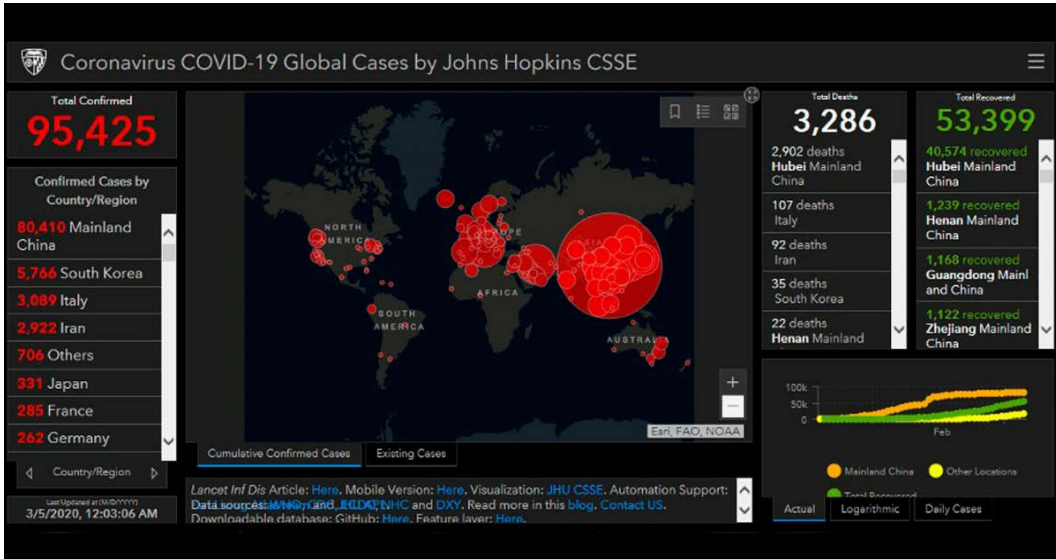 Coronavirus COVID-19 Global Cases by Johns Hopkins CSSE
Total Confirmed
95,425
Confirmed Cases by
Country/Region
80,410 Mainland
China
5,766 South Korea
3,089 Italy
2,922 Iran
706 Others
331 Japan
285 France
262 Germany
Country/Region
Last Updated at (M/D/YYYY)
3/5/2020, 12:03:06 AM
NORTH
AMERICA
EUROPE
ASIA
AFRICA
SOUTH
AMERICA
AUSTRALIA
+
−
Esri, FAO, NOAA
Cumulative Confirmed Cases
Existing Cases
Lancet Inf Dis Article: Here. Mobile Version: Here. Visualization: JHU CSSE. Automation Support:
Data sources: and DXY. Read more in this blog. Contact US.
Downloadable database: GitHub: Here. Feature layer: Here.
Total Deaths
3,286
2,902 deaths
Hubei Mainland
China
107 deaths
Italy
92 deaths
Iran
35 deaths
South Korea
22 deaths
Henan Mainland
Total Recovered
53,399
40,574 recovered
Hubei Mainland
China
1,239 recovered
Henan Mainland
China
1,168 recovered
Guangdong Mainl
and China
1,122 recovered
Zhejiang Mainland
China
100k
50k
0
Feb
Mainland China
Other Locations
Total Recovered
Actual
Logarithmic
Daily Cases